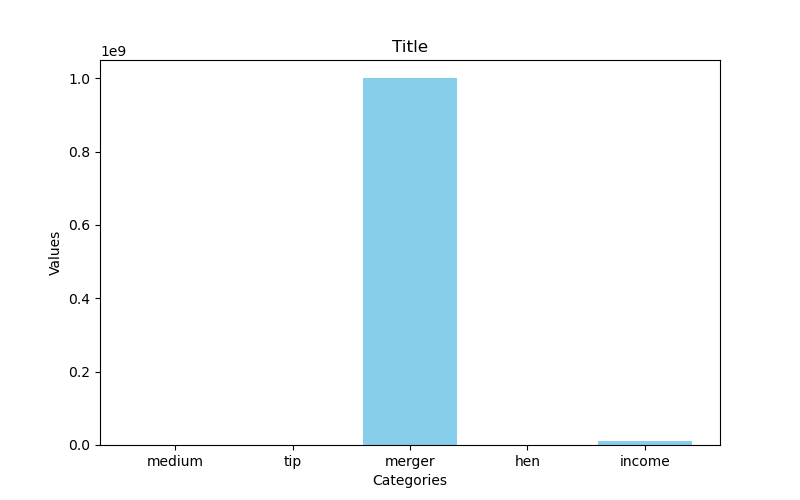 Title
1e9
1.0
0.8
0.6
0.4
0.2
0.0
Values
medium tip merger hen income
Categories